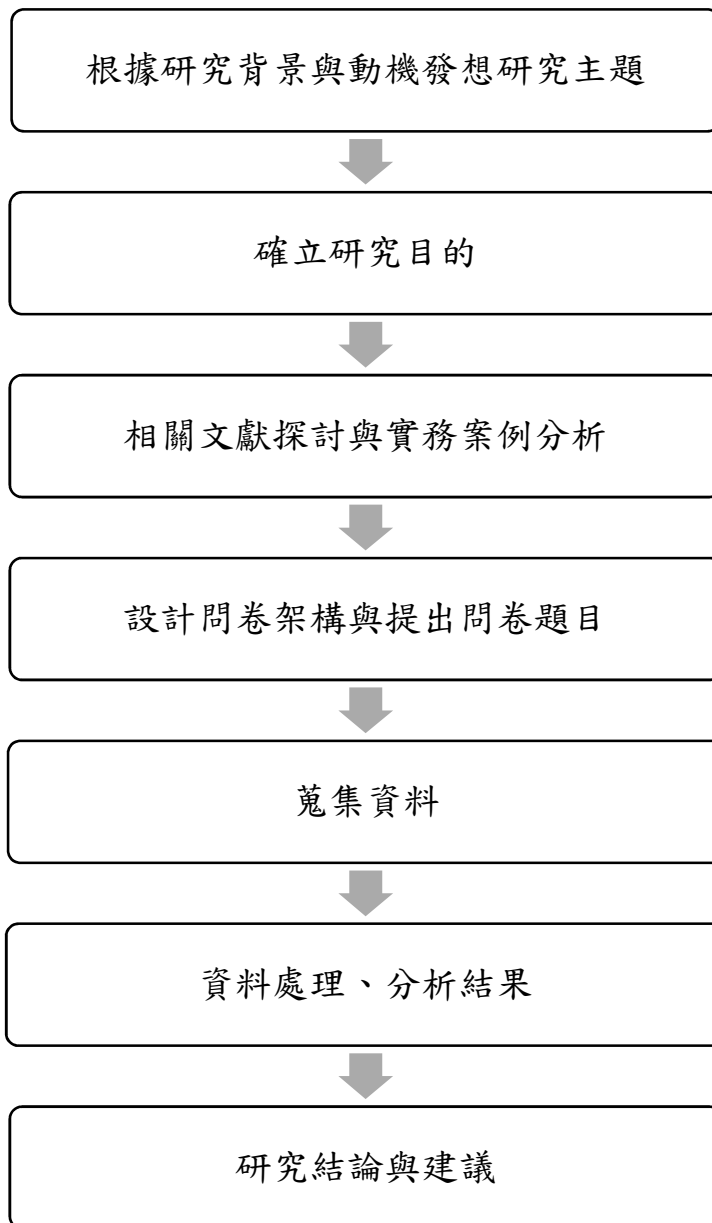 根據研究背景與動機發想研究主題
確立研究目的
相關文獻探討與實務案例分析
設計問卷架構與提出問卷題目
蒐集資料
資料處理、分析結果
研究結論與建議